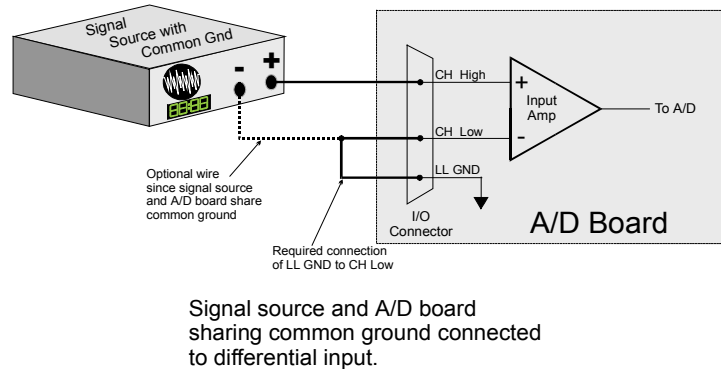 Signal
Source with
Common Gnd
-
+
88:88
CH High
+
Input
Amp
To A/D
CH Low
-
LL GND
Optional wire
since signal source
and A/D board share
common ground
I/O
Connector
A/D Board
Required connection
of LL GND to CH Low
Signal source and A/D board
sharing common ground connected
to differential input.